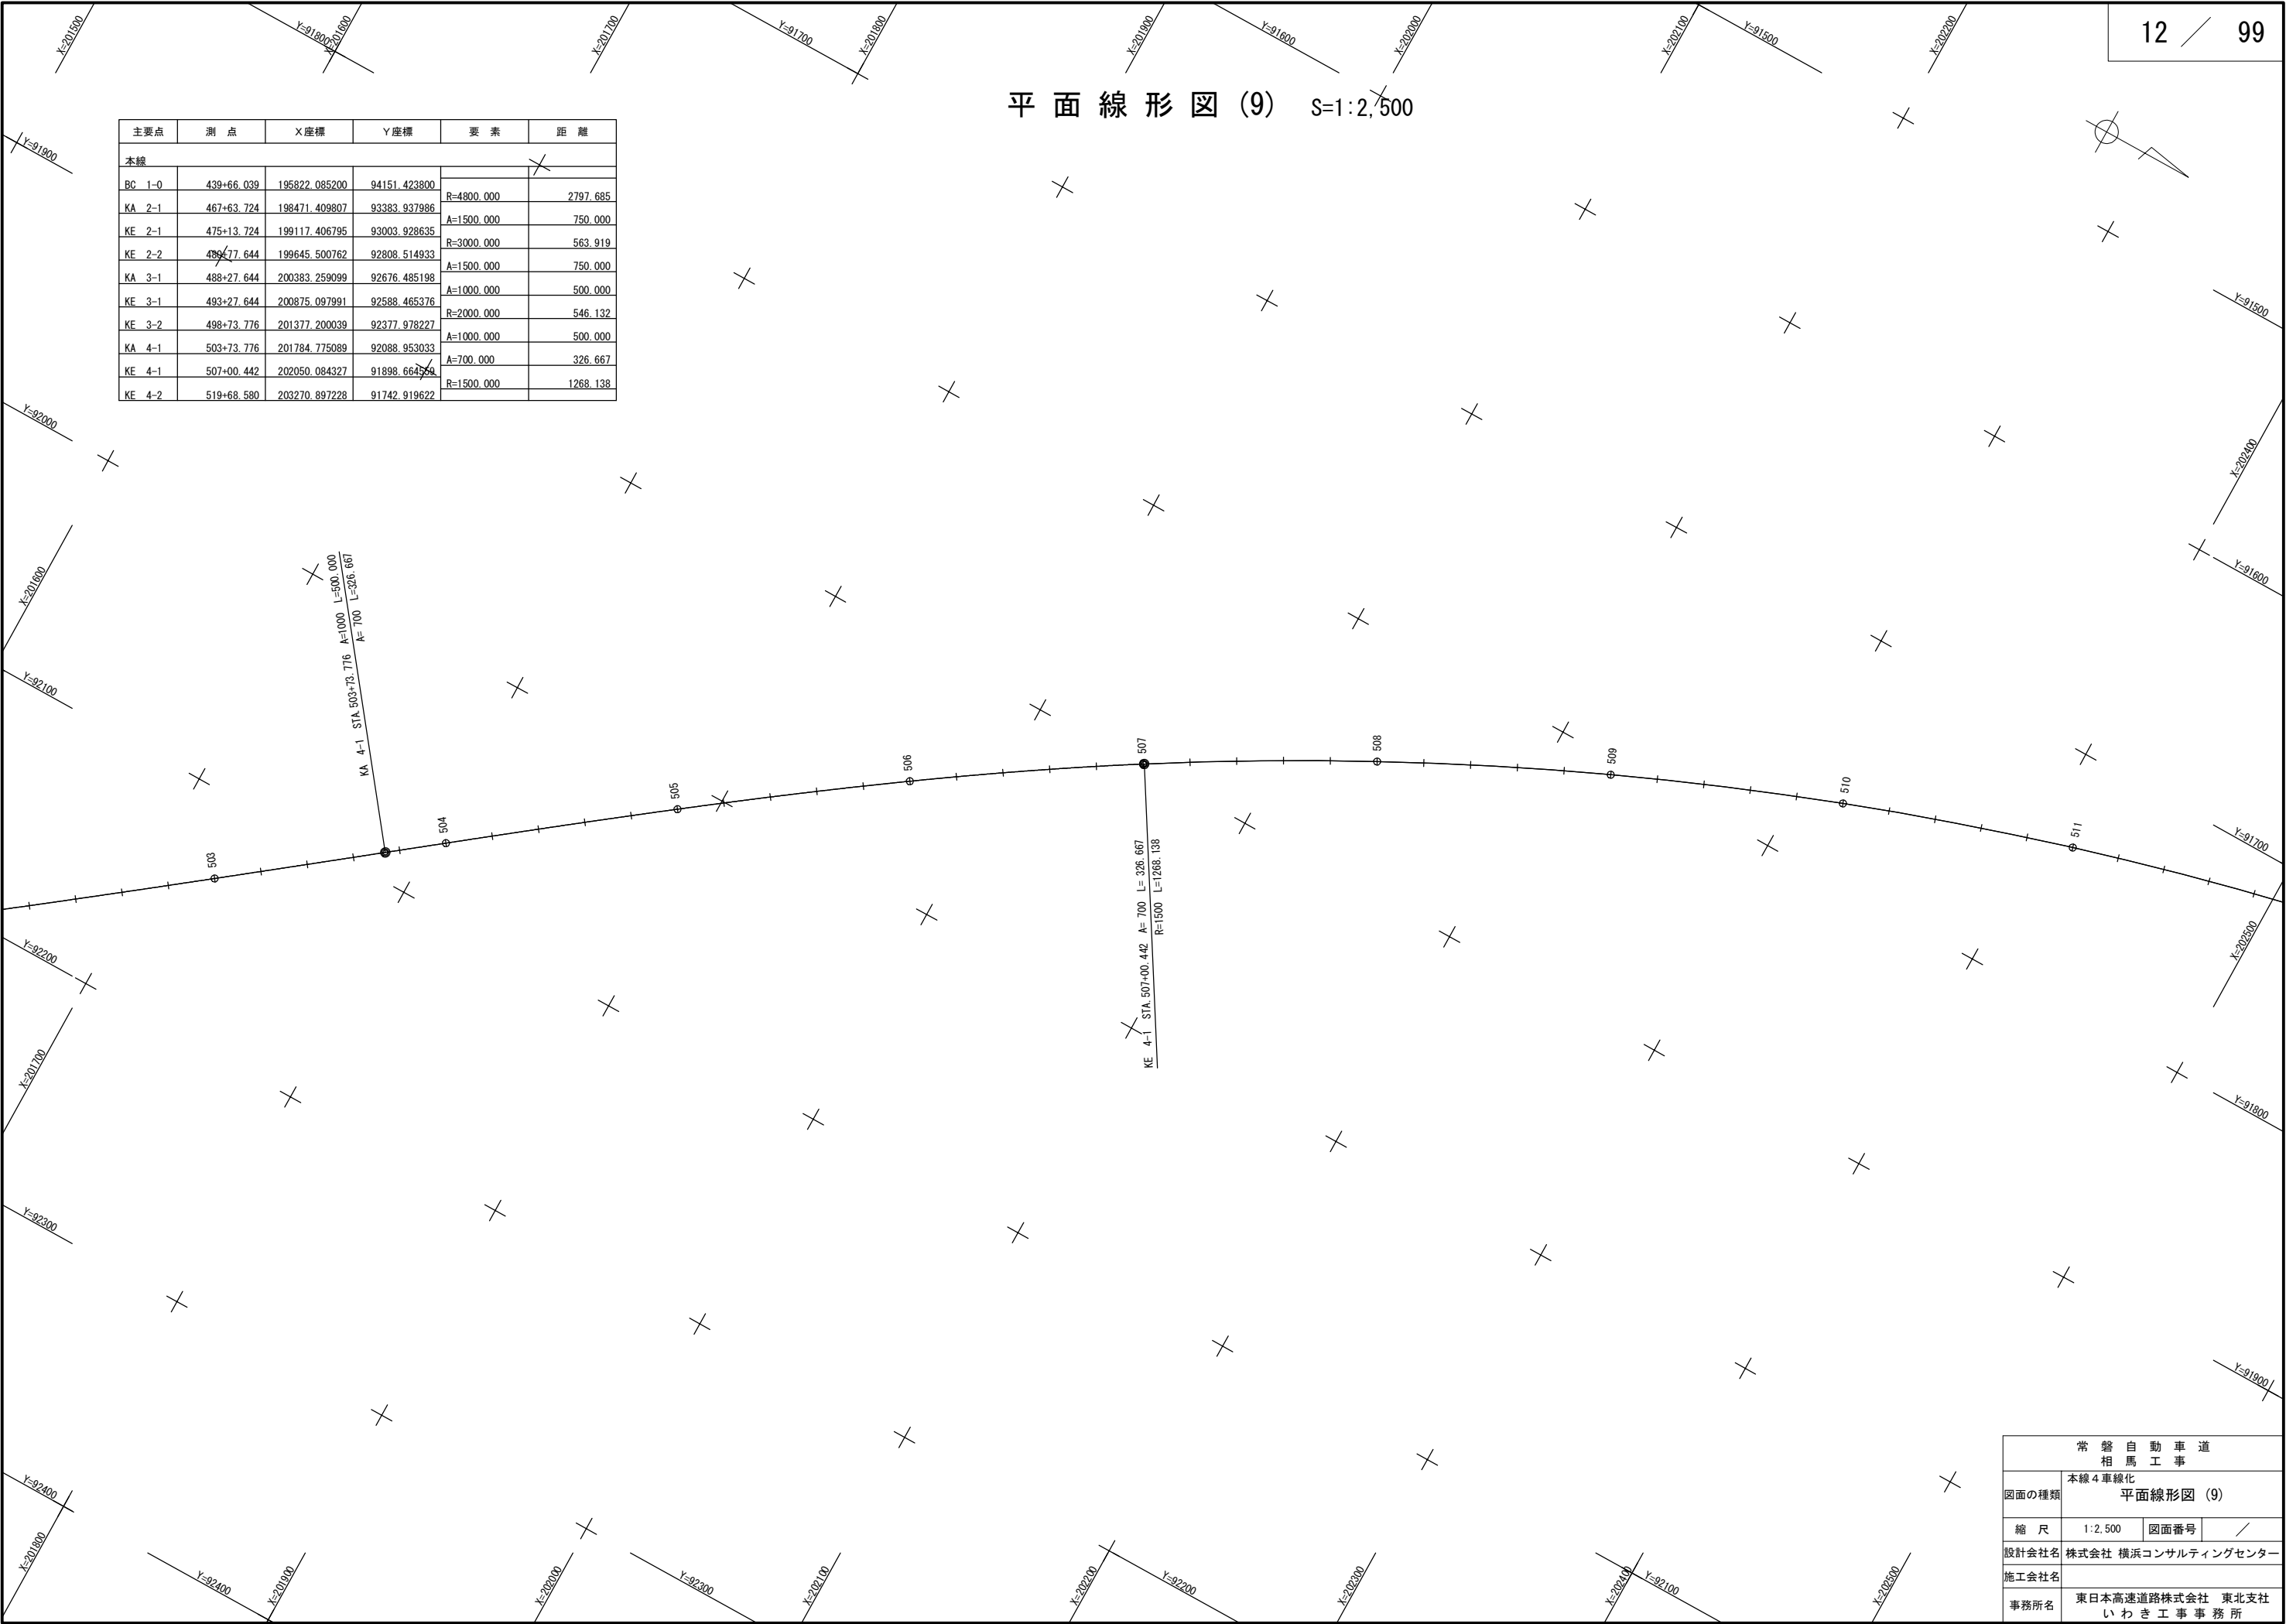 X=201500
Y=91800
X=201600
X=201700
Y=91700
X=201800
X=201900
Y=91600
X=202000
X=202100
Y=91500
X=202200
12 ／ 99
平面線形図(9) S=1:2,500
主要点 測点 X座標 Y座標 要素 距離
本線
BC 1-0 439+66.039 195822.085200 94151.423800
R=4800.000 2797.685
KA 2-1 467+63.724 198471.409807 93383.937986
A=1500.000 750.000
KE 2-1 475+13.724 199117.406795 93003.928635
R=3000.000 563.919
KE 2-2 480+77.644 199645.500762 92808.514933
A=1500.000 750.000
KA 3-1 488+27.644 200383.259099 92676.485198
A=1000.000 500.000
KE 3-1 493+27.644 200875.097991 92588.465376
R=2000.000 546.132
KE 3-2 498+73.776 201377.200039 92377.978227
A=1000.000 500.000
KA 4-1 503+73.776 201784.775089 92088.953033
A=700.000 326.667
KE 4-1 507+00.442 202050.084327
R=1500.000 1268.138
KE 4-2 519+68.580 203270.897228 91742.919622
Y=91900
Y=92000
X=201600
Y=92100
Y=92200
X=201700
Y=92300
Y=92400
X=201800
Y=91500
X=202400
Y=91600
Y=91700
X=202500
Y=91800
Y=91900
KA 4-1 STA.503+73.776 A=1000 L=500.000
A= 700 L=326.667
503
504
505
506
507
508
509
510
511
KE 4-1 STA.507+00.442 A= 700 L= 326.667
R=1500 L=1268.138
Y=92400
X=201900
X=202000
Y=92300
X=202100
X=202200
Y=92200
X=202300
X=202400
Y=92100
X=202500
常磐自動車道
相馬工事
図面の種類 本線４車線化
平面線形図(9)
縮尺 1:2,500 図面番号 ／
設計会社名 株式会社 横浜コンサルティングセンター
施工会社名
事務所名 東日本高速道路株式会社 東北支社
いわき工事事務所